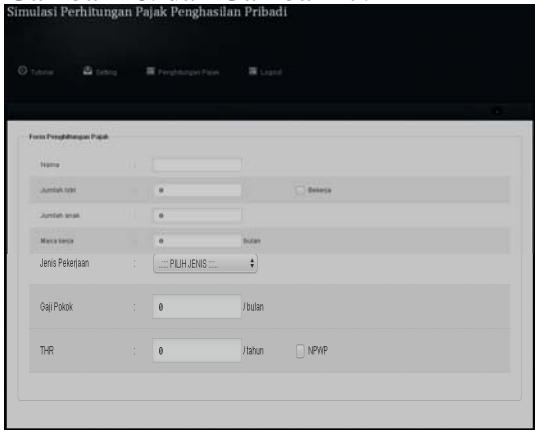 Simulasi Perhitungan Pajak Penghasilan Pribadi
Tutorial Setting Penghitungan Pajak Logout
Form Penghitungan Pajak
Nama :
Jumlah Istri : 0 Bekerja
Jumlah anak : 0
Masa kerja : 0 bulan
Jenis Pekerjaan : ..:::: PILIH JENIS ::::..
Gaji Pokok : 0 / bulan
THR : 0 / tahun NPWP